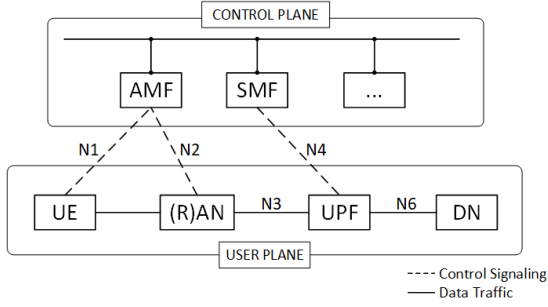 CONTROL PLANE
AMF
SMF
...
N1
N2
N4
UE
(R)AN
N3
UPF
N6
DN
USER PLANE
Control Signaling
Data Traffic